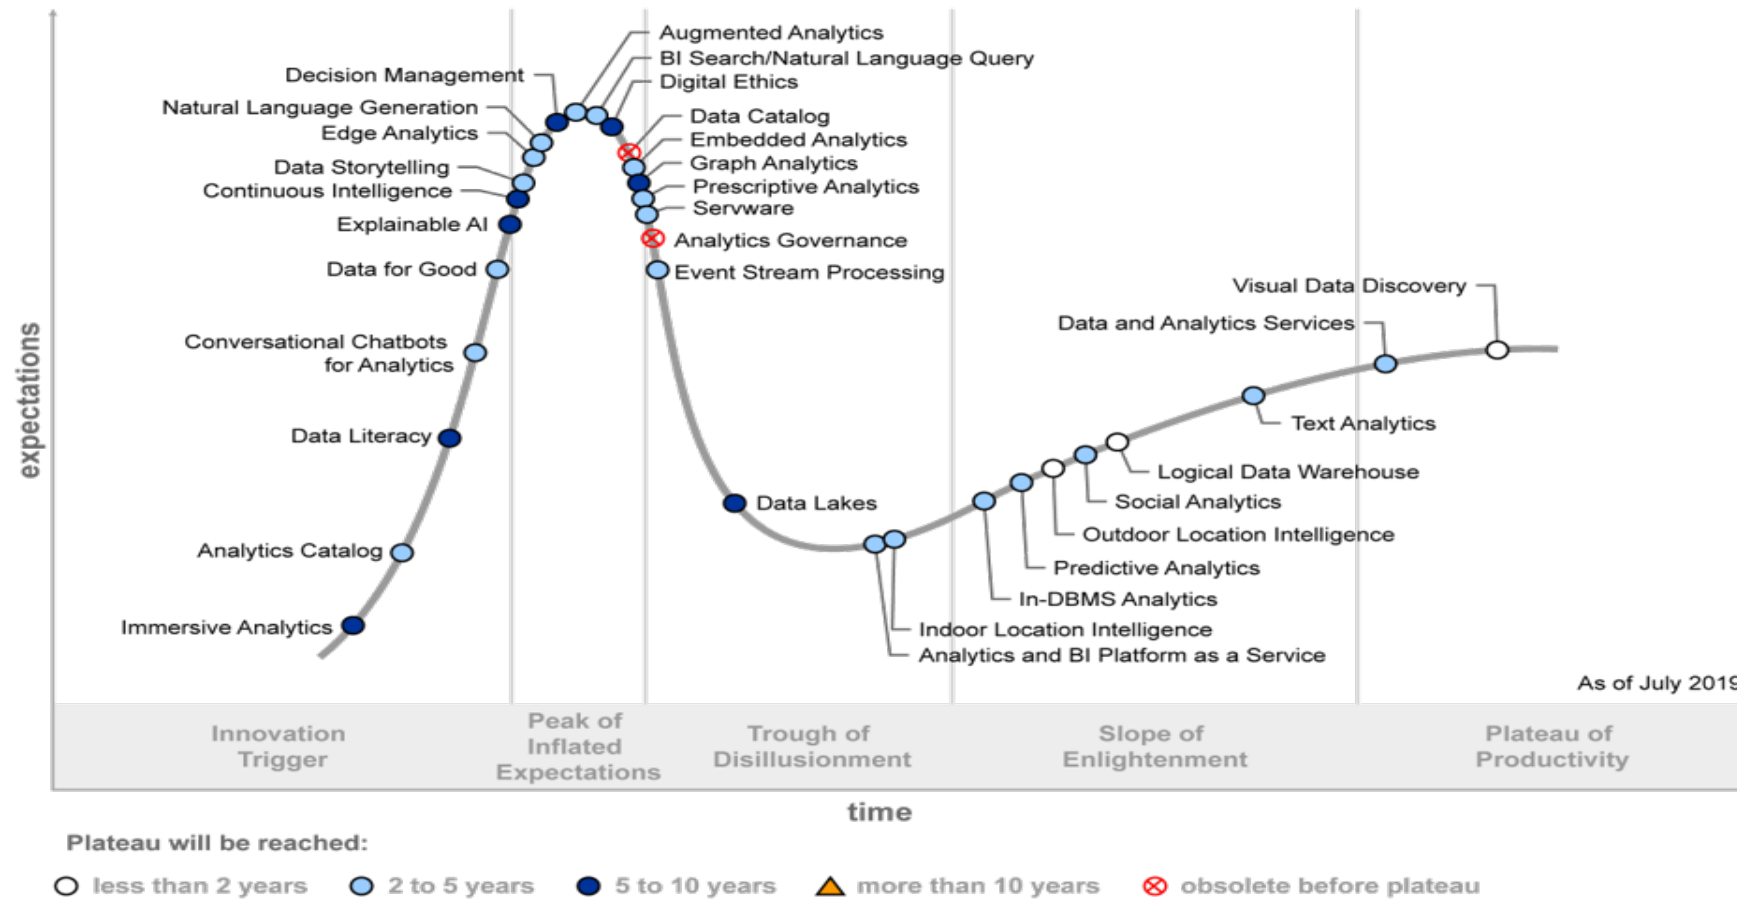 Augmented Analytics
BI Search/Natural Language Query
Decision Management
Digital Ethics
Natural Language Generation
Data Catalog
Edge Analytics
Embedded Analytics
Data Storytelling
Graph Analytics
Continuous Intelligence
Prescriptive Analytics
Servware
Explainable AI
Analytics Governance
Data for Good
Event Stream Processing
Visual Data Discovery
Data and Analytics Services
Conversational Chatbots
for Analytics
expectations
Text Analytics
Data Literacy
Logical Data Warehouse
Data Lakes
Social Analytics
Outdoor Location Intelligence
Analytics Catalog
Predictive Analytics
In-DBMS Analytics
Immersive Analytics
Indoor Location Intelligence
Analytics and BI Platform as a Service
As of July 2019
Innovation
Trigger
Peak of
Inflated
Expectations
Trough of
Disillusionment
Slope of
Enlightenment
Plateau of
Productivity
time
Plateau will be reached:
less than 2 years
2 to 5 years
5 to 10 years
more than 10 years
obsolete before plateau